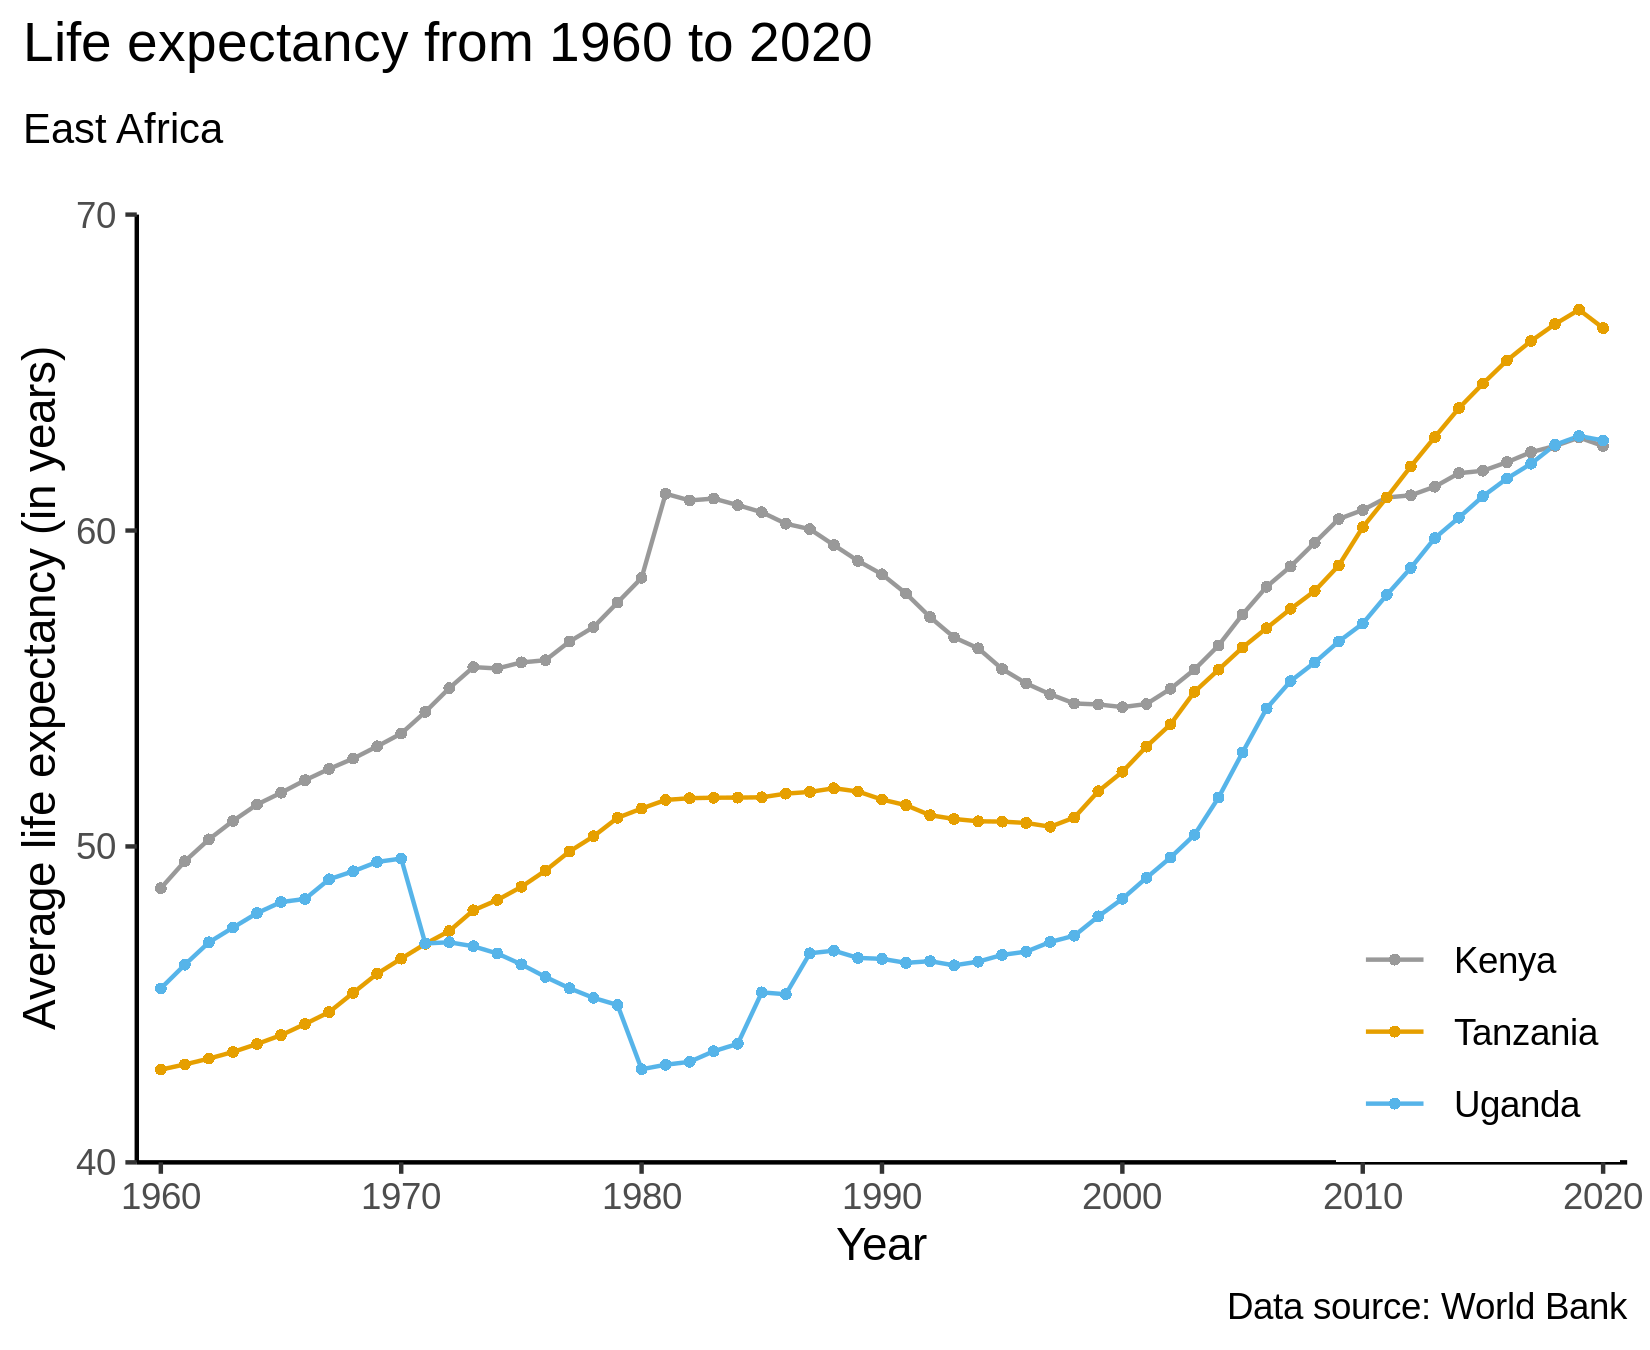 Life expectancy from 1960 to 2020
East Africa
Average life expectancy (in years)
70
60
50
40
Kenya
Tanzania
Uganda
1960 1970 1980 1990 2000 2010 2020
Year
Data source: World Bank